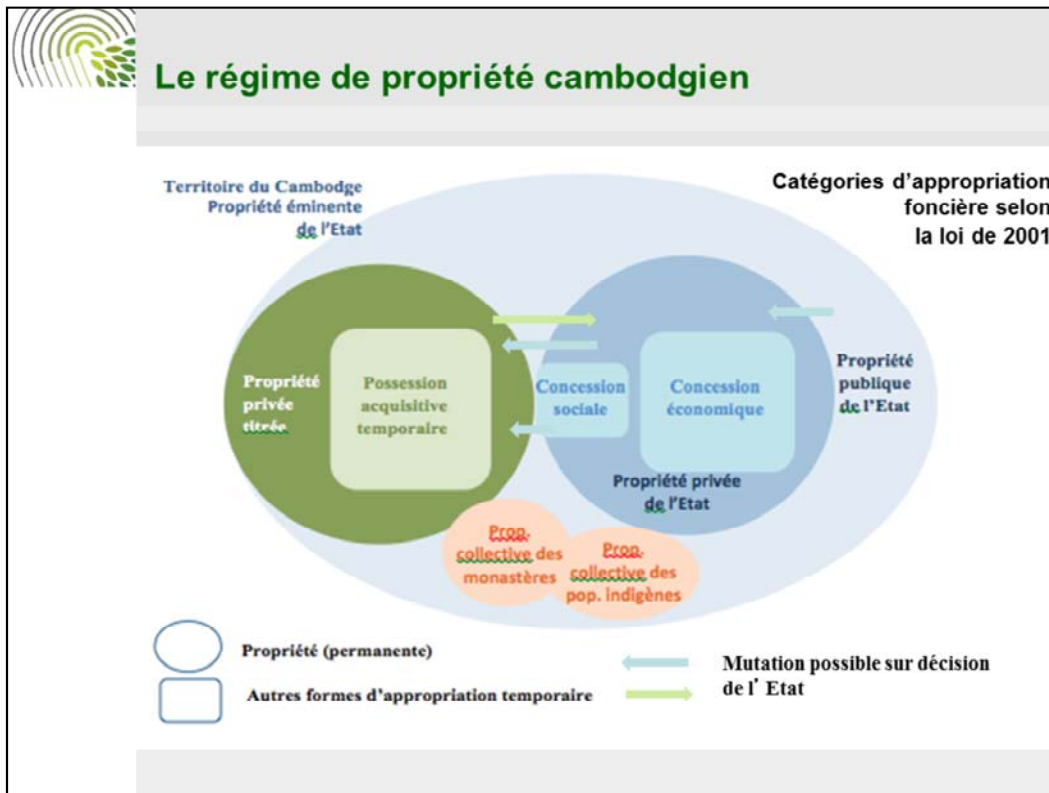 Le régime de propriété cambodgien
Catégories d'appropriation
foncière selon
la loi de 2001
Territoire du Cambodge
Propriété éminente
de l'Etat
Propriété
privée
titrée
Possession
acquisitive
temporaire
Concession
sociale
Concession
économique
Propriété
publique
de l'Etat
Propriété privée
de l'Etat
Prop.
collective des
monastères
Prop.
collective des
pop. indigènes
Propriété (permanente)
Autres formes d'appropriation temporaire
Mutation possible sur décision
de l' Etat